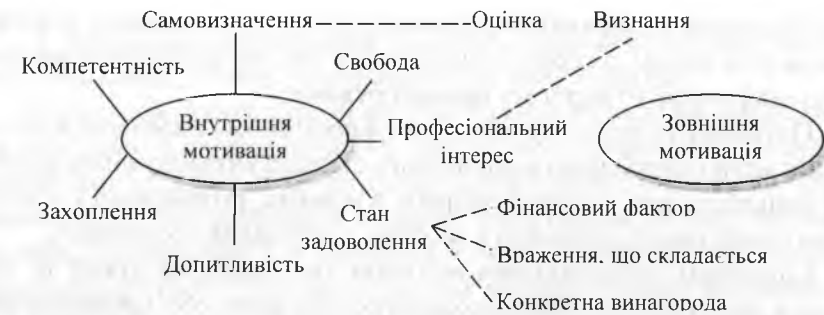 Самовизначення
Оцінка
Визнання
Компетентність
Свобода
Внутрішня
мотивація
Професіональний
інтерес
Зовнішня
мотивація
Захоплення
Стан
задоволення
Фінансовий фактор
Допитливість
Враження, що складається
Конкретна винагорода